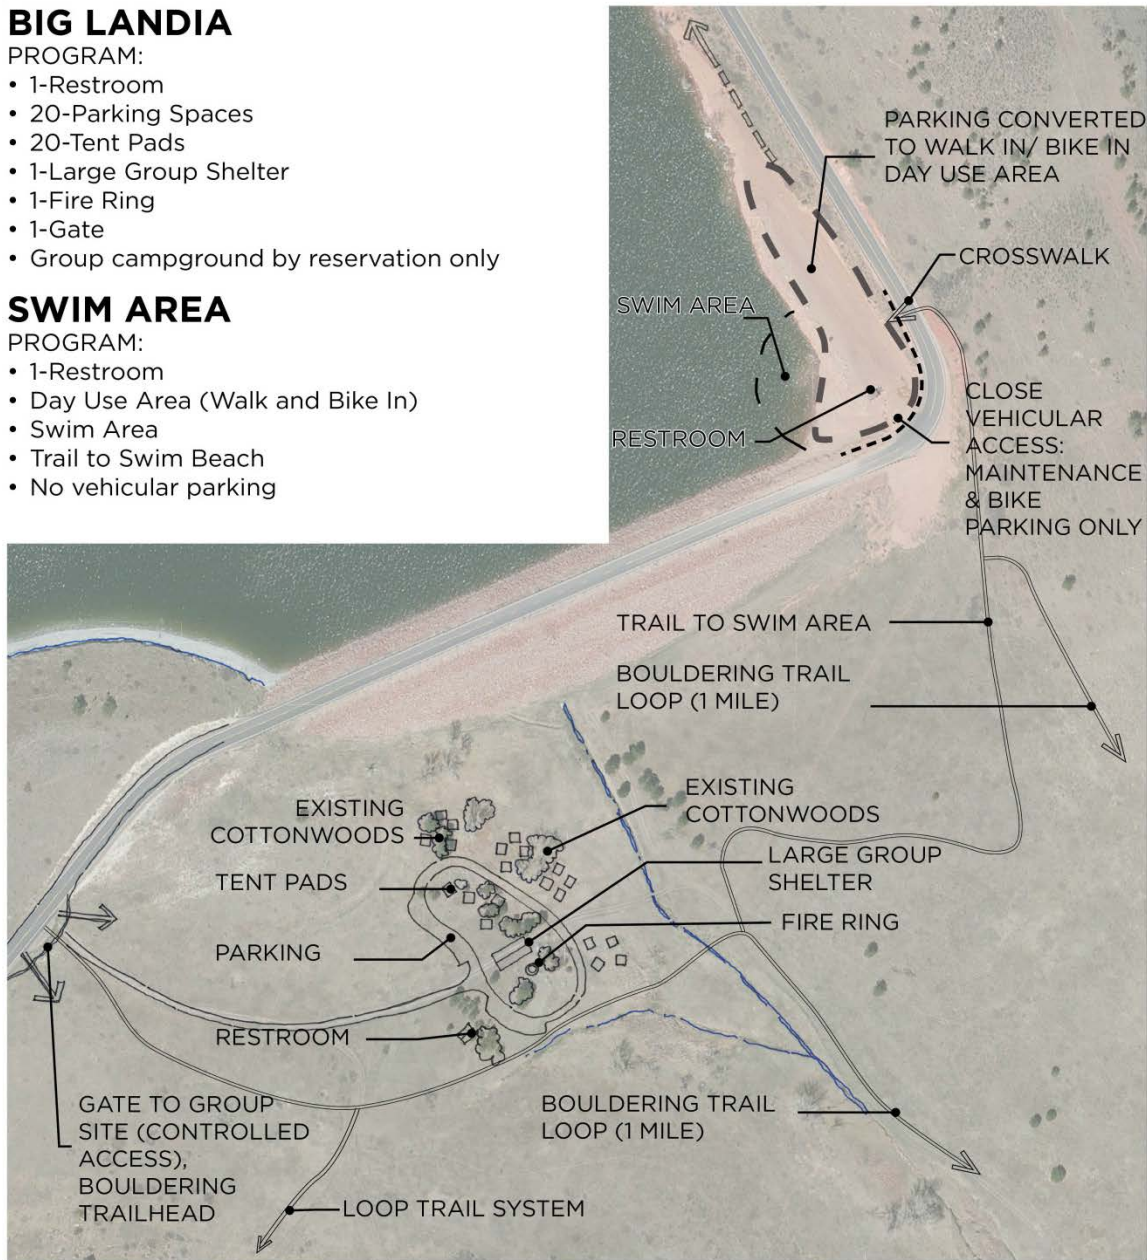 BIG LANDIA
PROGRAM:
• 1-Restroom
• 20-Parking Spaces
• 20-Tent Pads
• 1-Large Group Shelter
• 1-Fire Ring
• 1-Gate
• Group campground by reservation only
SWIM AREA
PROGRAM:
• 1-Restroom
• Day Use Area (Walk and Bike In)
• Swim Area
• Trail to Swim Beach
• No vehicular parking
PARKING CONVERTED
TO WALK IN/ BIKE IN
DAY USE AREA
CROSSWALK
SWIM AREA
RESTROOM
CLOSE
VEHICULAR
ACCESS:
MAINTENANCE
& BIKE
PARKING ONLY
TRAIL TO SWIM AREA
BOULDERING TRAIL
LOOP (1 MILE)
EXISTING
COTTONWOODS
EXISTING
COTTONWOODS
TENT PADS
LARGE GROUP
SHELTER
FIRE RING
PARKING
RESTROOM
GATE TO GROUP
SITE (CONTROLLED
ACCESS),
BOULDERING
TRAILHEAD
BOULDERING TRAIL
LOOP (1 MILE)
LOOP TRAIL SYSTEM